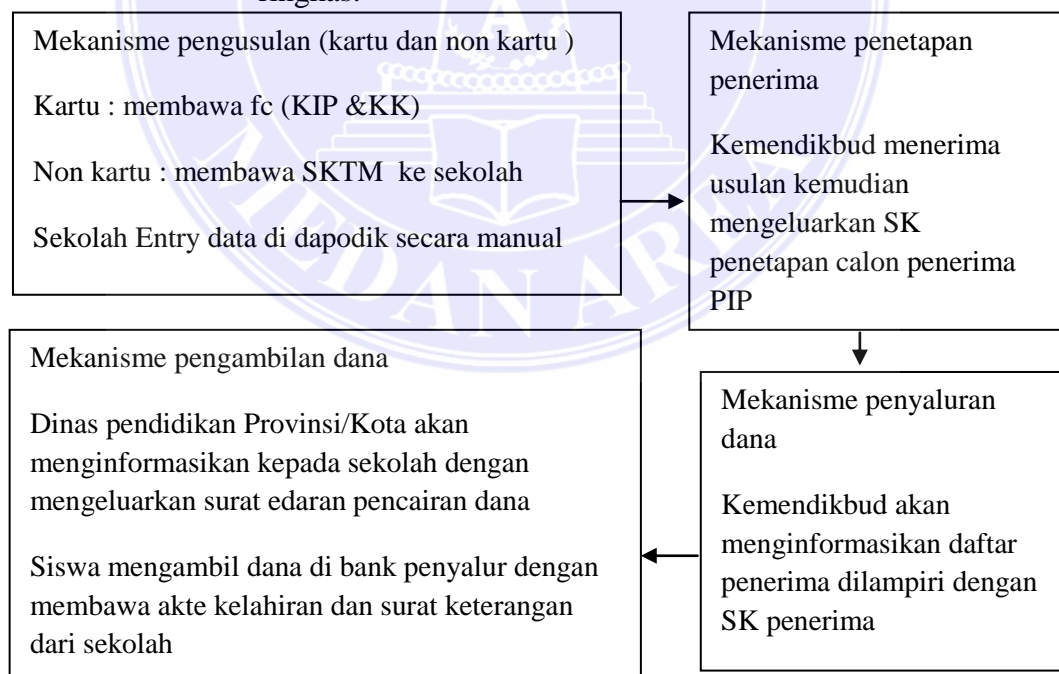 Ringkas.
Mekanisme pengusulan (kartu dan non kartu )
Kartu : membawa fc (KIP &KK)
Non kartu : membawa SKTM ke sekolah
Sekolah Entry data di dapodik secara manual
Mekanisme penetapan
penerima
Kemendikbud menerima
usulan kemudian
mengeluarkan SK
penetapan calon penerima
PIP
Mekanisme penyaluran
dana
Kemendikbud akan
menginformasikan daftar
penerima dilampiri dengan
SK penerima
Mekanisme pengambilan dana
Dinas pendidikan Provinsi/Kota akan
menginformasikan kepada sekolah dengan
mengeluarkan surat edaran pencairan dana
Siswa mengambil dana di bank penyalur dengan
membawa akte kelahiran dan surat keterangan
dari sekolah
MEDAN AREA